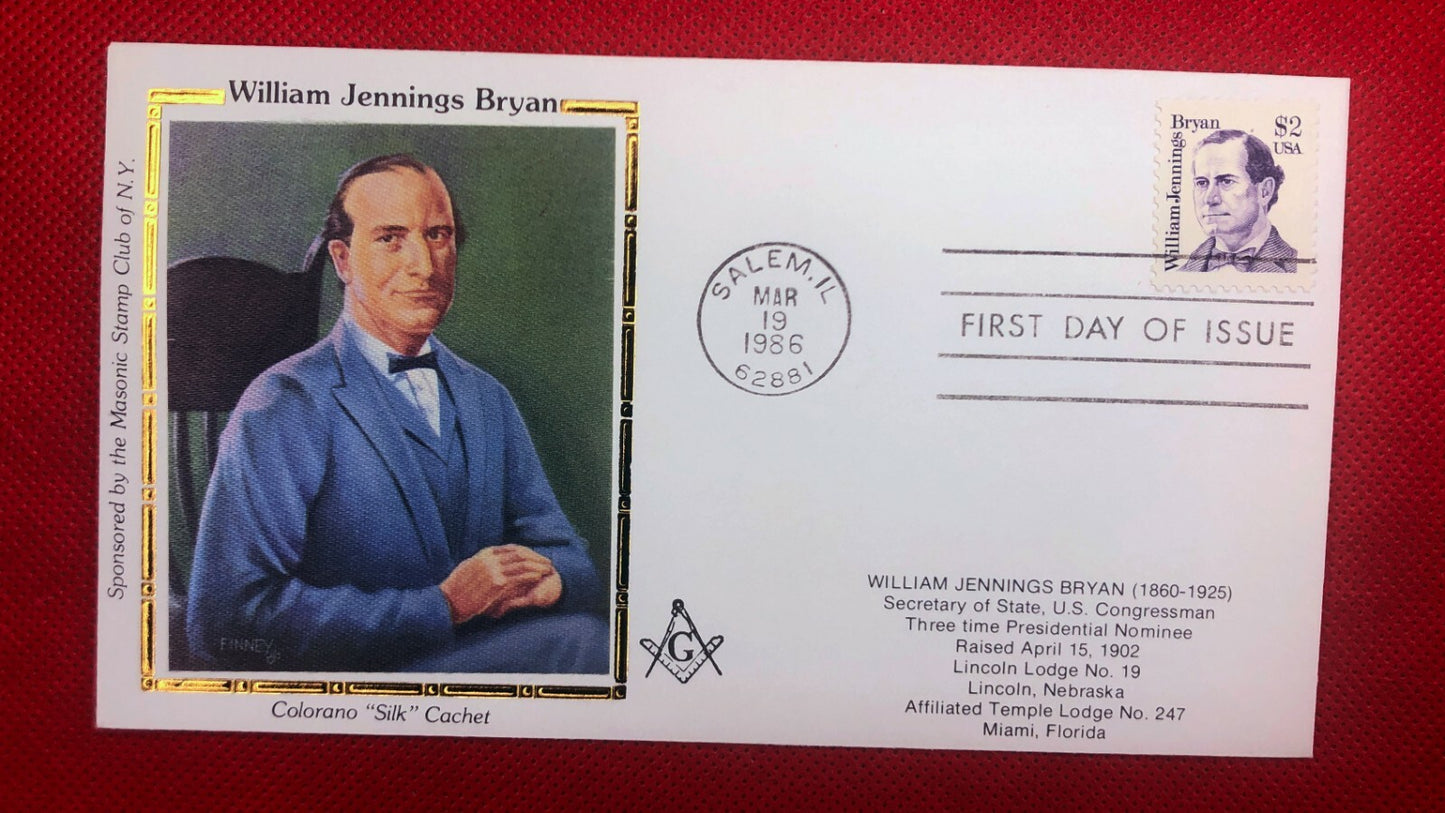 William Jennings Bryan
Sponsored by the Masonic Stamp Club of N.Y.
FINNEY
Colorano "Silk" Cachet
SALEM, IL
MAR
19
1986
62881
William Jennings Bryan
$2
USA
FIRST DAY OF ISSUE
G
WILLIAM JENNINGS BRYAN (1860-1925)
Secretary of State, U.S. Congressman
Three time Presidential Nominee
Raised April 15, 1902
Lincoln Lodge No. 19
Lincoln, Nebraska
Affiliated Temple Lodge No. 247
Miami, Florida